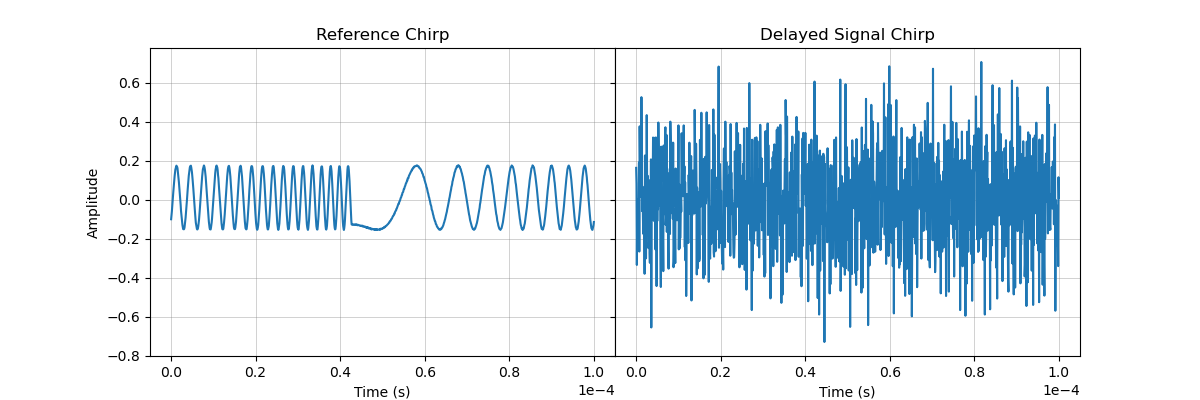 Reference Chirp
Delayed Signal Chirp
Amplitude
0.6
0.4
0.2
0.0
−0.2
−0.4
−0.6
−0.8
0.0 0.2 0.4 0.6 0.8 1.0
1e−4
Time (s)
0.0 0.2 0.4 0.6 0.8 1.0
1e−4
Time (s)